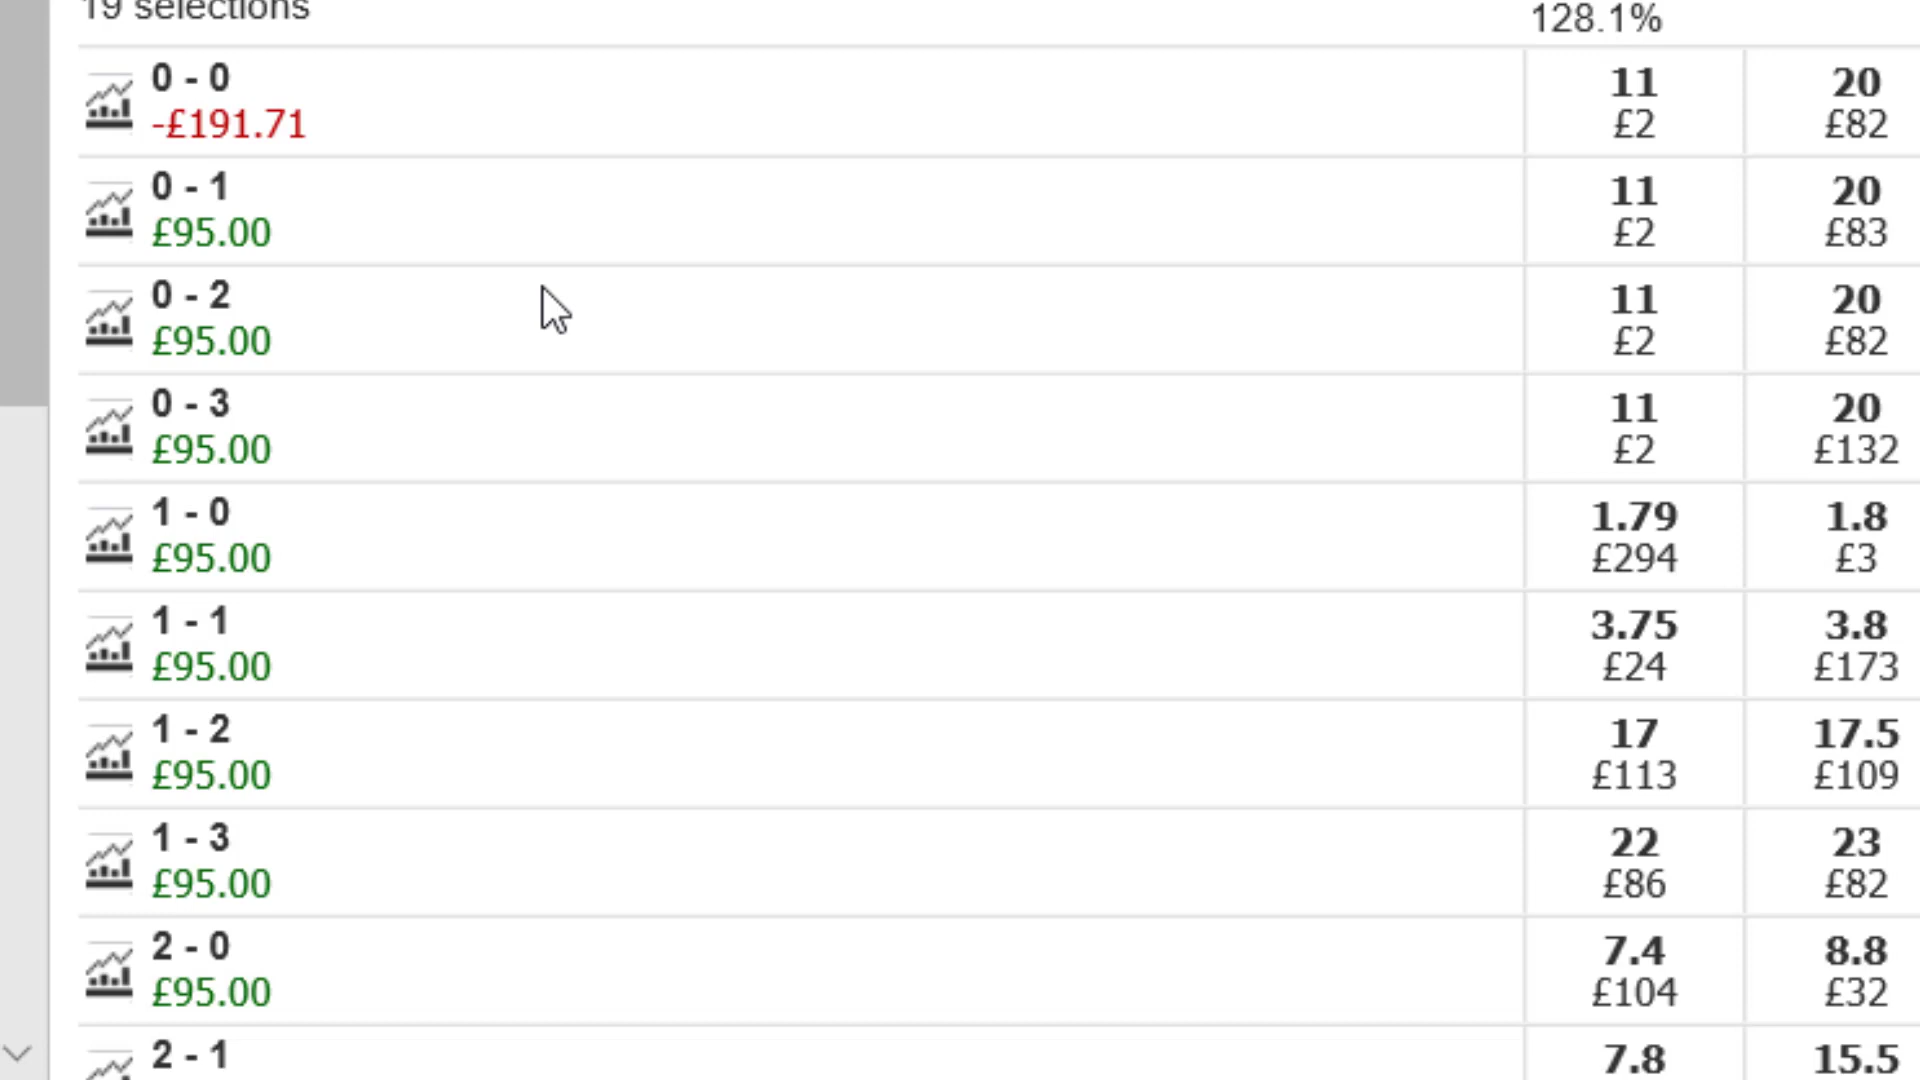 19 selections 128.1%
0 - 0 11 20
-£191.71 £2 £82
0 - 1 11 20
£95.00 £2 £83
0 - 2 11 20
£95.00 £2 £82
0 - 3 11 20
£95.00 £2 £132
1 - 0 1.79 1.8
£95.00 £294 £3
1 - 1 3.75 3.8
£95.00 £24 £173
1 - 2 17 17.5
£95.00 £113 £109
1 - 3 22 23
£95.00 £86 £82
2 - 0 7.4 8.8
£95.00 £104 £32
2 - 1 7.8 15.5